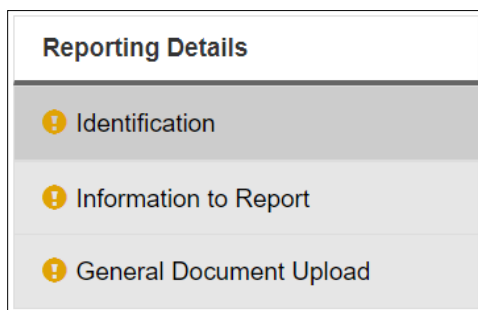 Reporting Details
Identification
Information to Report
General Document Upload